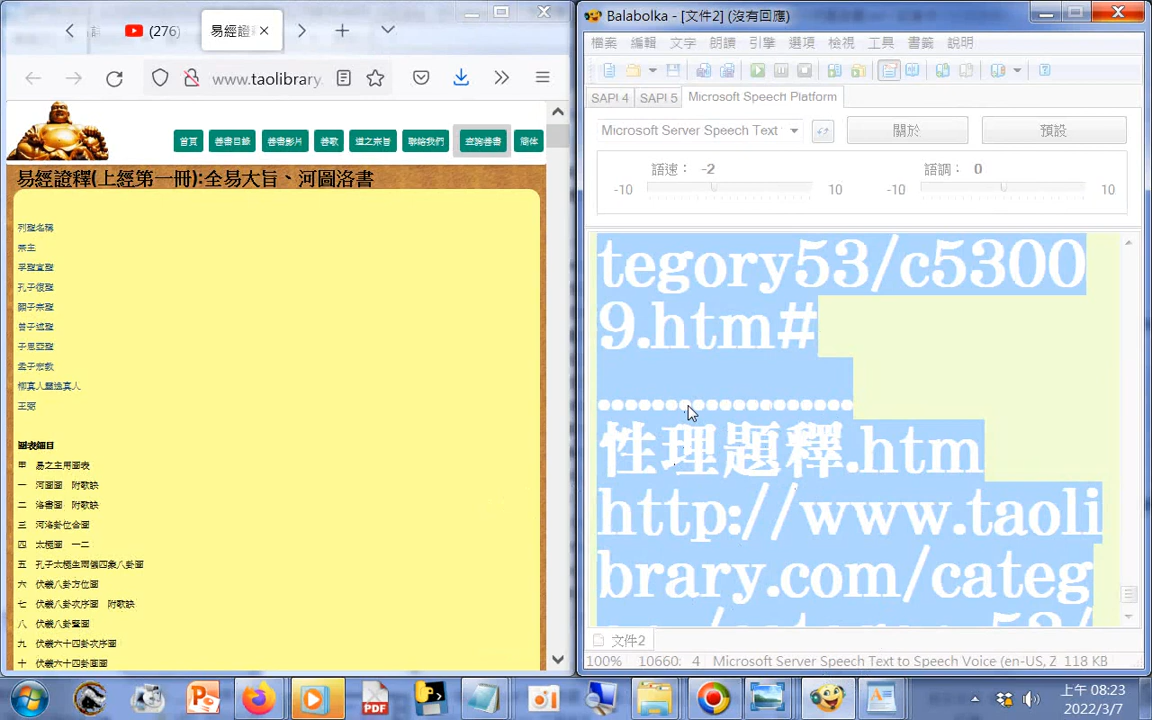 (276)
易經證
www.taolibrary.
首頁
善書目錄
善書影片
善歌
道之宗旨
聯絡我們
查詢善書
簡体
易經證釋(上經第一冊):全易大旨、河圖洛書
列聖名稱
宗主
孚聖宣聖
孔子復聖
顏子宗聖
曾子述聖
子思亞聖
孟子宏教
柳真人疊逸真人
王弼
圖表細目
甲 易之主用圖表
一 河圖圖 附歌訣
二 洛書圖 附歌訣
三 河洛卦位合圖
四 太極圖 一二
五 孔子太極生兩儀四象八卦圖
六 伏羲八卦方位圖
七 伏羲八卦次序圖 附歌訣
八 伏羲八卦豎圖
九 伏羲六十四卦次序圖
十 伏羲六十四卦圓圖
Balabolka - [文件2] (沒有回應)
檔案 編輯 文字 朗讀 引擎 選項 檢視 工具 書籤 說明
SAPI 4
SAPI 5
Microsoft Speech Platform
Microsoft Server Speech Text
關於
預設
語速： -2
語調： 0
-10
10
-10
10
tegory53/c5300
9.htm#
...................
性理題釋.htm
http://www.taoli
brary.com/categ
文件2
100%
10660: 4
Microsoft Server Speech Text to Speech Voice (en-US, Z
118 KB
PDF
上午 08:23
2022/3/7